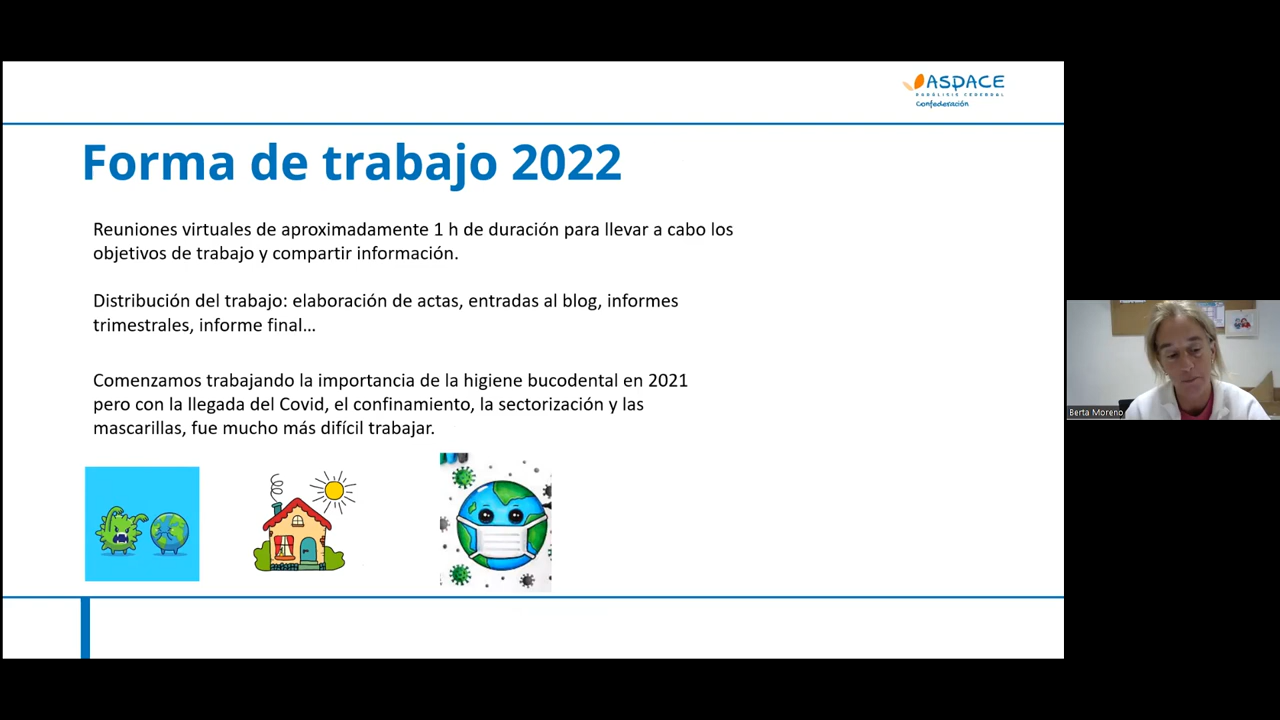 ASPACE
PARÁLISIS CEREBRAL
Confederación
Forma de trabajo 2022
Reuniones virtuales de aproximadamente 1 h de duración para llevar a cabo los
objetivos de trabajo y compartir información.
Distribución del trabajo: elaboración de actas, entradas al blog, informes
trimestrales, informe final...
Comenzamos trabajando la importancia de la higiene bucodental en 2021
pero con la llegada del Covid, el confinamiento, la sectorización y las
mascarillas, fue mucho más difícil trabajar.
Berta Moreno